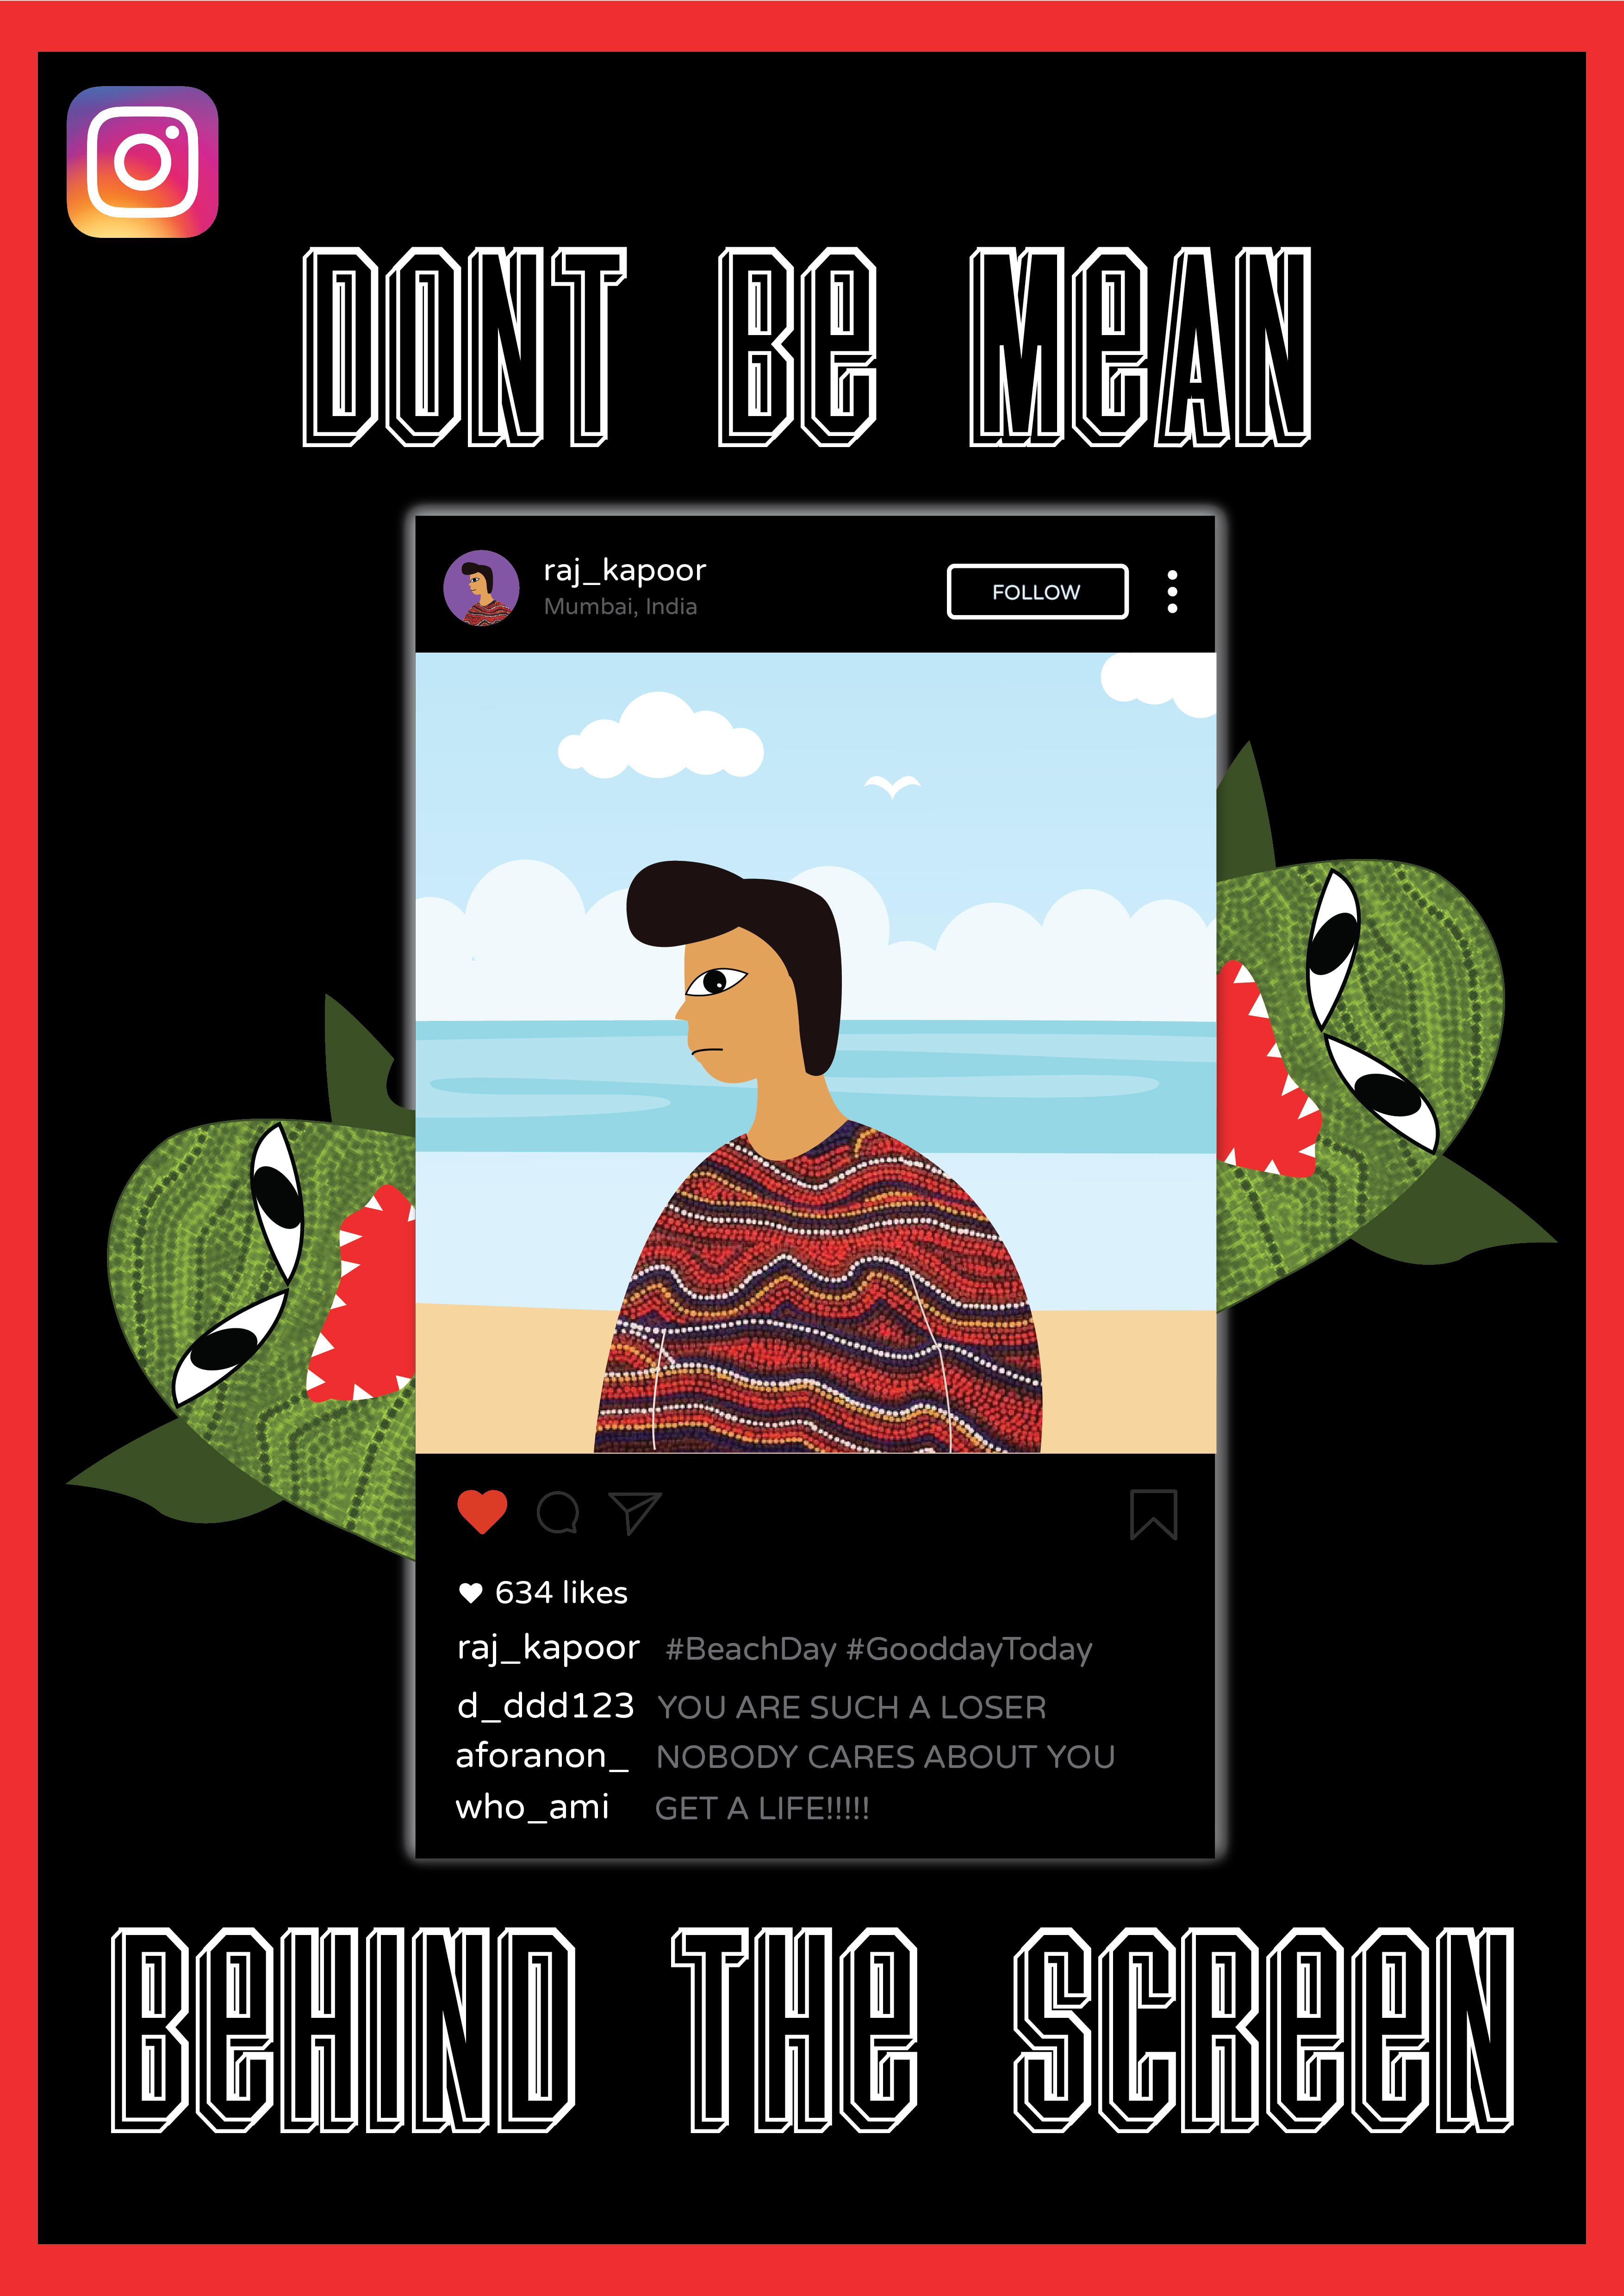 DONT BE MEAN
raj_kapoor
FOLLOW
Mumbai, India
634 likes
raj_kapoor #BeachDay #GooddayToday
d_ddd123 YOU ARE SUCH A LOSER
aforanon_ NOBODY CARES ABOUT YOU
who_ami GET A LIFE!!!!!
BEHIND THE SCREEN